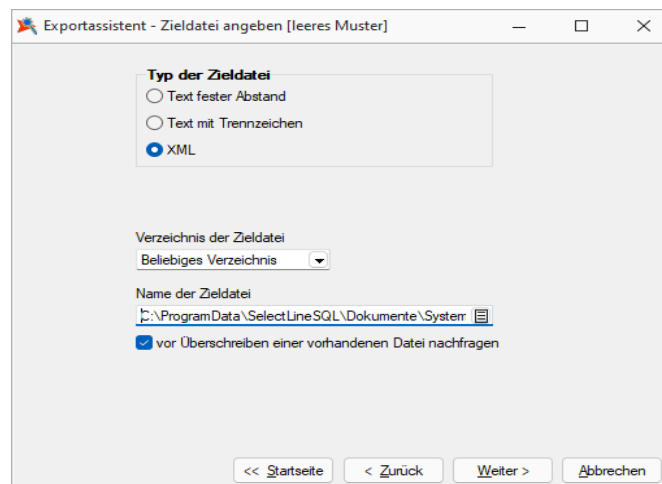 Exportassistent - Zieldatei angeben [leeres Muster]
Typ der Zieldatei
Text fester Abstand
Text mit Trennzeichen
XML
Verzeichnis der Zieldatei
Beliebiges Verzeichnis
Name der Zieldatei
C:\ProgramData\SelectLineSQL\Dokumente\System
vor Überschreiben einer vorhandenen Datei nachfragen
<< Startseite
< Zurück
Weiter >
Abbrechen